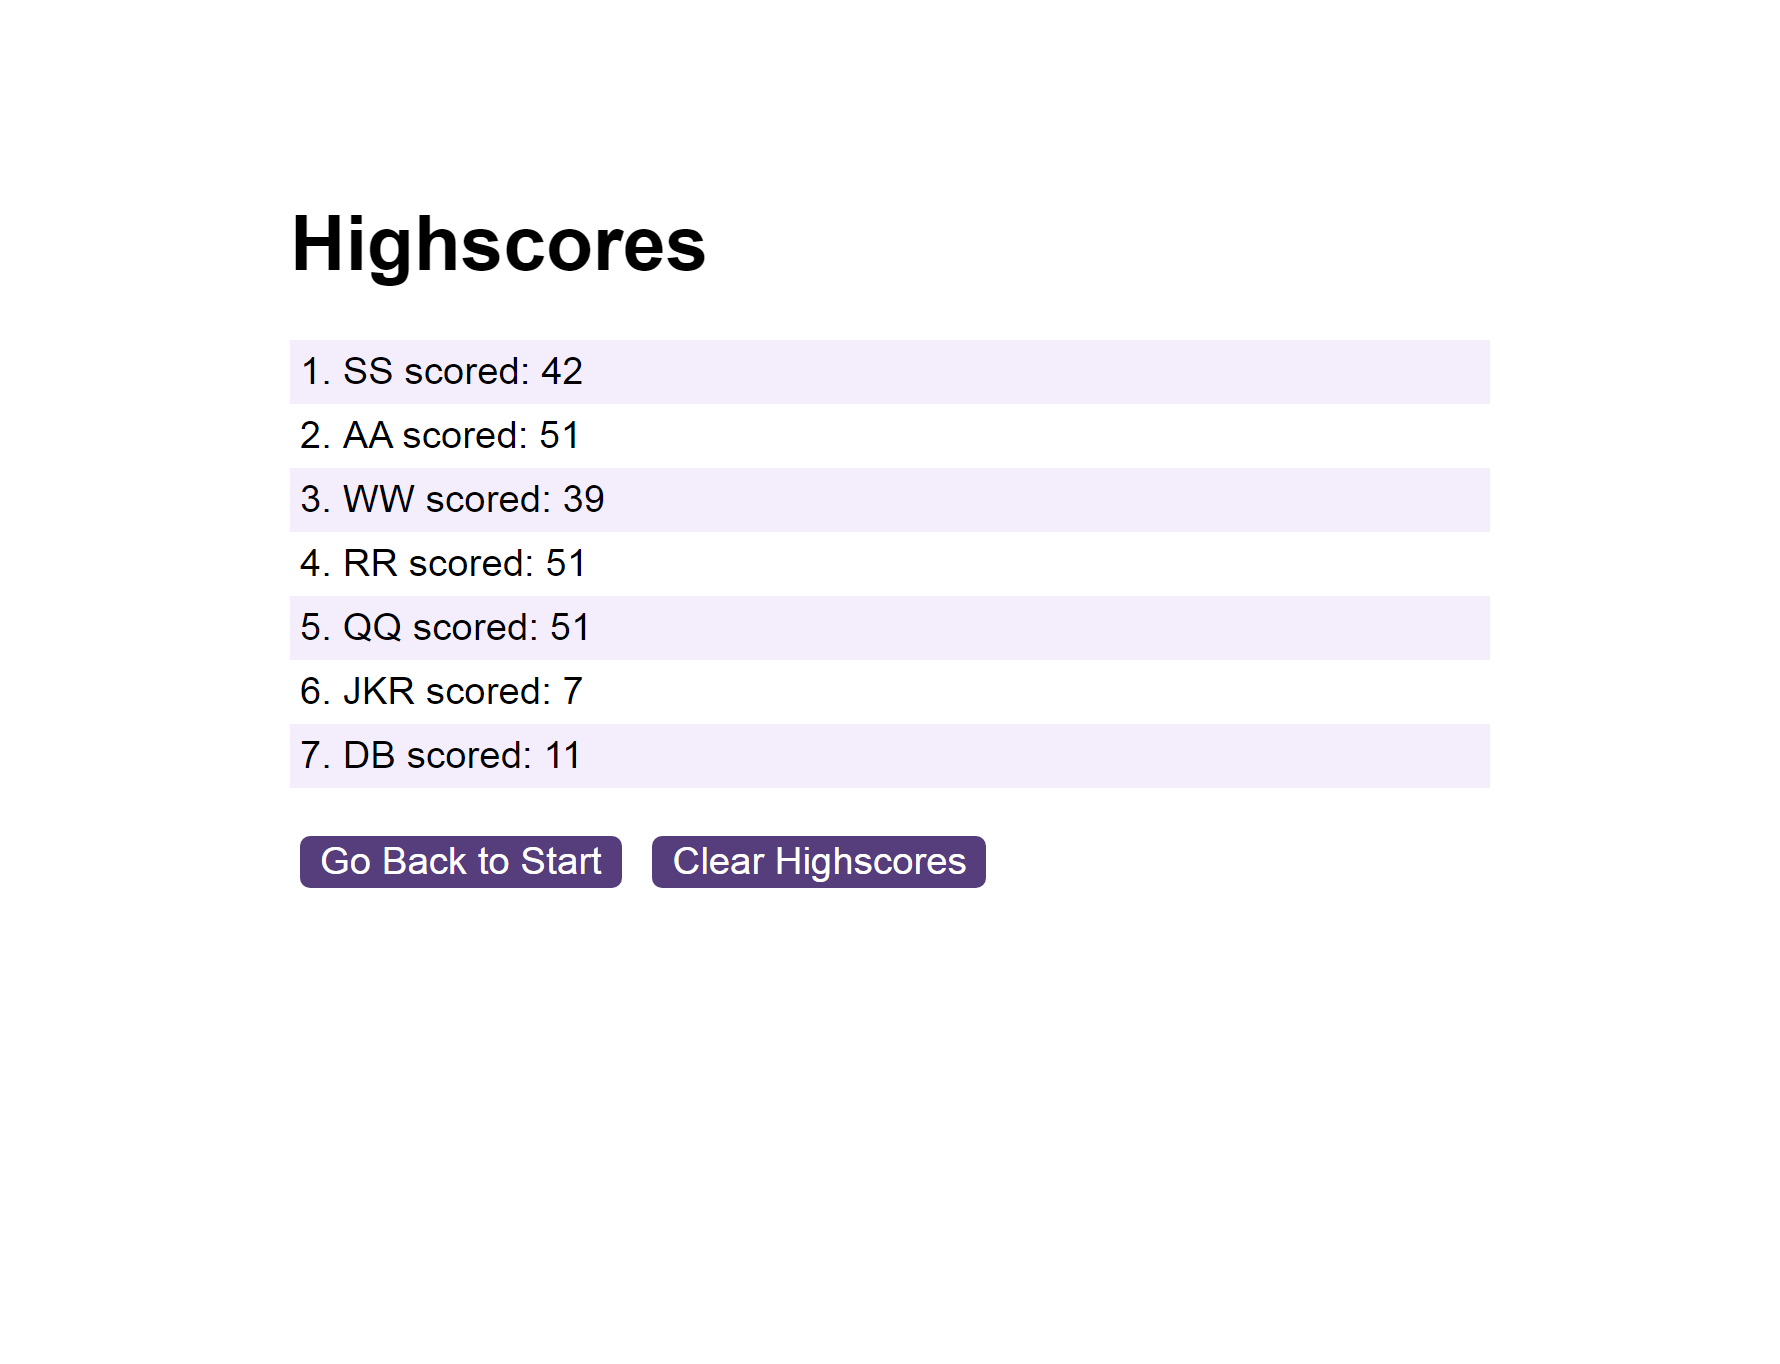 Highscores
1. SS scored: 42
2. AA scored: 51
3. WW scored: 39
4. RR scored: 51
5. QQ scored: 51
6. JKR scored: 7
7. DB scored: 11
Go Back to Start Clear Highscores